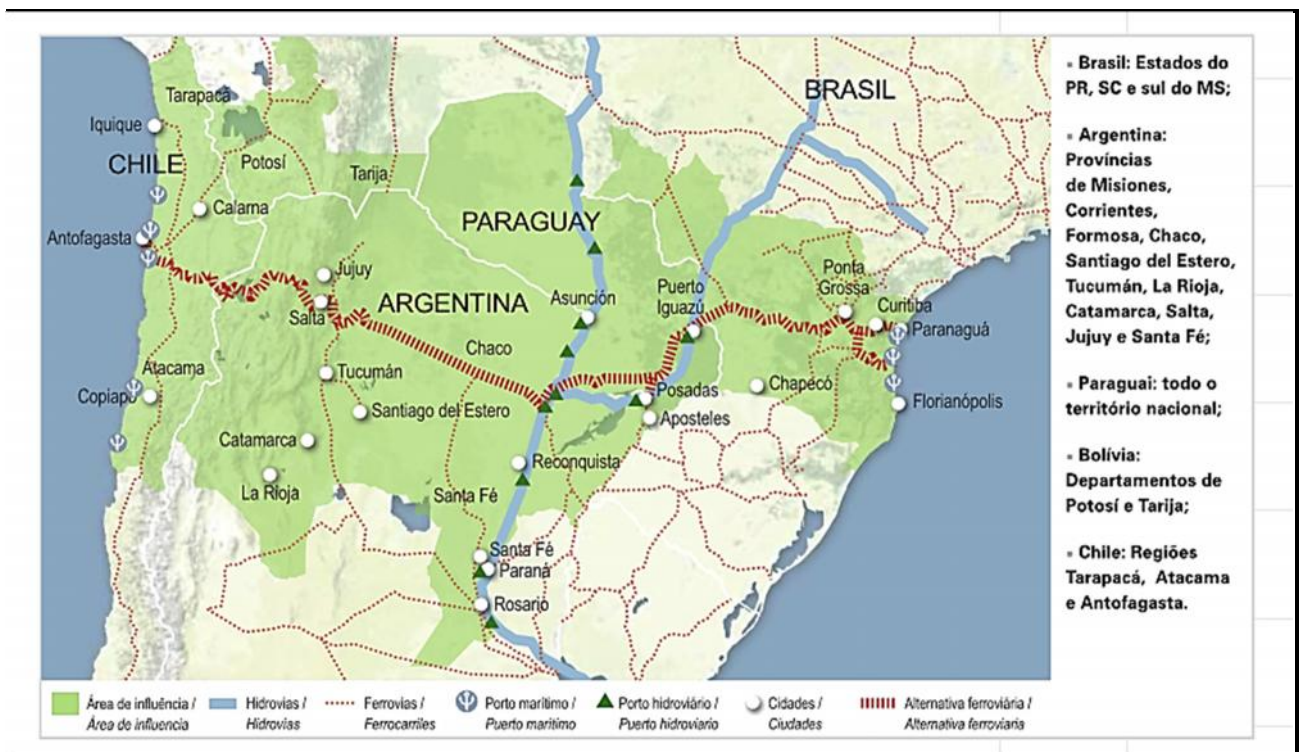 Tarapacá
Iquique
CHILE
Potosí
Tarija
Calama
Antofagasta
Jujuy
Salta
Atacama
Copiapó
Tucumán
Santiago del Estero
Catamarca
La Rioja
PARAGUAY
ARGENTINA
Asunción
Chaco
Reconquista
Santa Fé
Santa Fé
Paraná
Rosario
BRASIL
Puerto
Iguazú
Ponta
Grossa
Curitiba
Paranaguá
Posadas
Aposteles
Chapecó
Florianópolis
▪ Brasil: Estados do
PR, SC e sul do MS;
▪ Argentina:
Províncias
de Misiones,
Corrientes,
Formosa, Chaco,
Santiago del Estero,
Tucumán, La Rioja,
Catamarca, Salta,
Jujuy e Santa Fé;
▪ Paraguai: todo o
território nacional;
▪ Bolívia:
Departamentos de
Potosí e Tarija;
▪ Chile: Regiões
Tarapacá, Atacama
e Antofagasta.
Área de influência /
Área de influencia
Hidrovias /
Hidrovias
Ferrovias /
Ferrocarriles
Porto marítimo /
Puerto marítimo
Porto hidroviário /
Puerto hidroviario
Cidades /
Ciudades
Alternativa ferroviária /
Alternativa ferroviaria